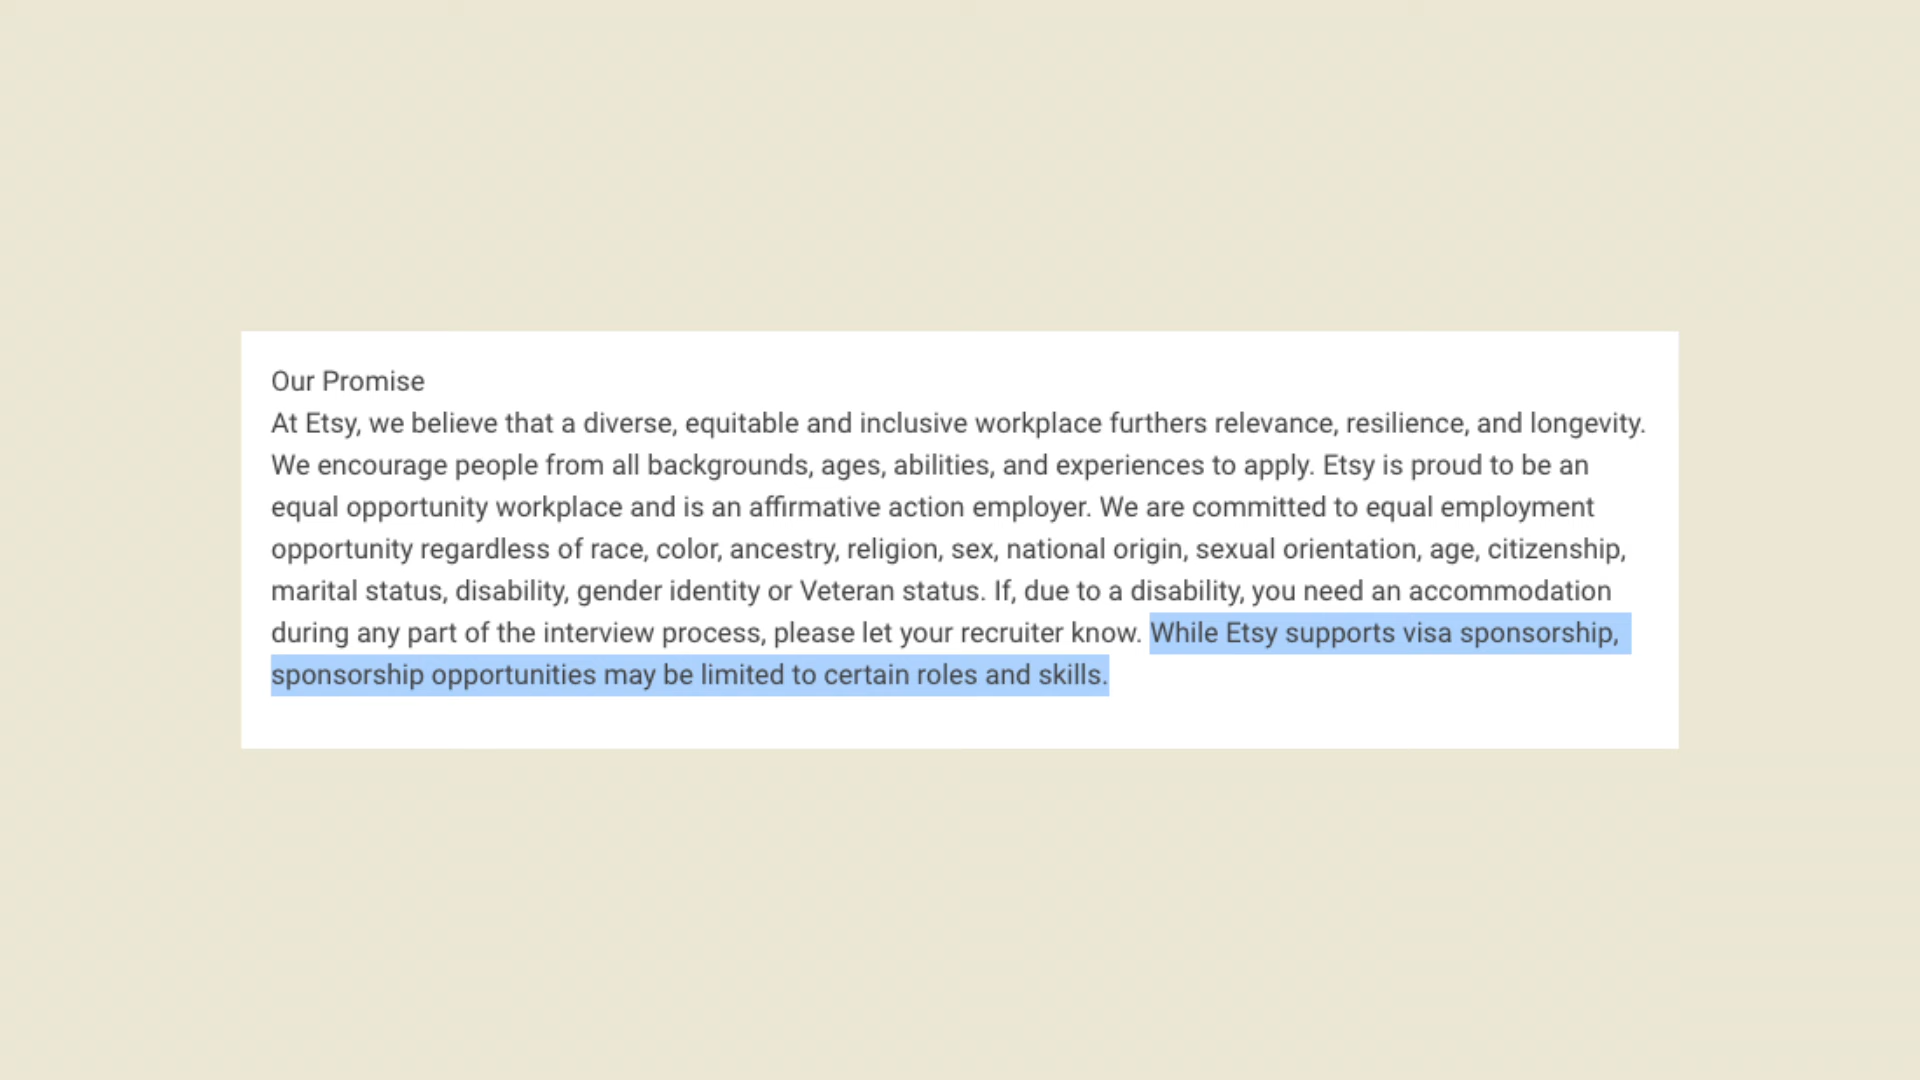 Our Promise
At Etsy, we believe that a diverse, equitable and inclusive workplace furthers relevance, resilience, and longevity.
We encourage people from all backgrounds, ages, abilities, and experiences to apply. Etsy is proud to be an
equal opportunity workplace and is an affirmative action employer. We are committed to equal employment
opportunity regardless of race, color, ancestry, religion, sex, national origin, sexual orientation, age, citizenship,
marital status, disability, gender identity or Veteran status. If, due to a disability, you need an accommodation
during any part of the interview process, please let your recruiter know. While Etsy supports visa sponsorship,
sponsorship opportunities may be limited to certain roles and skills.